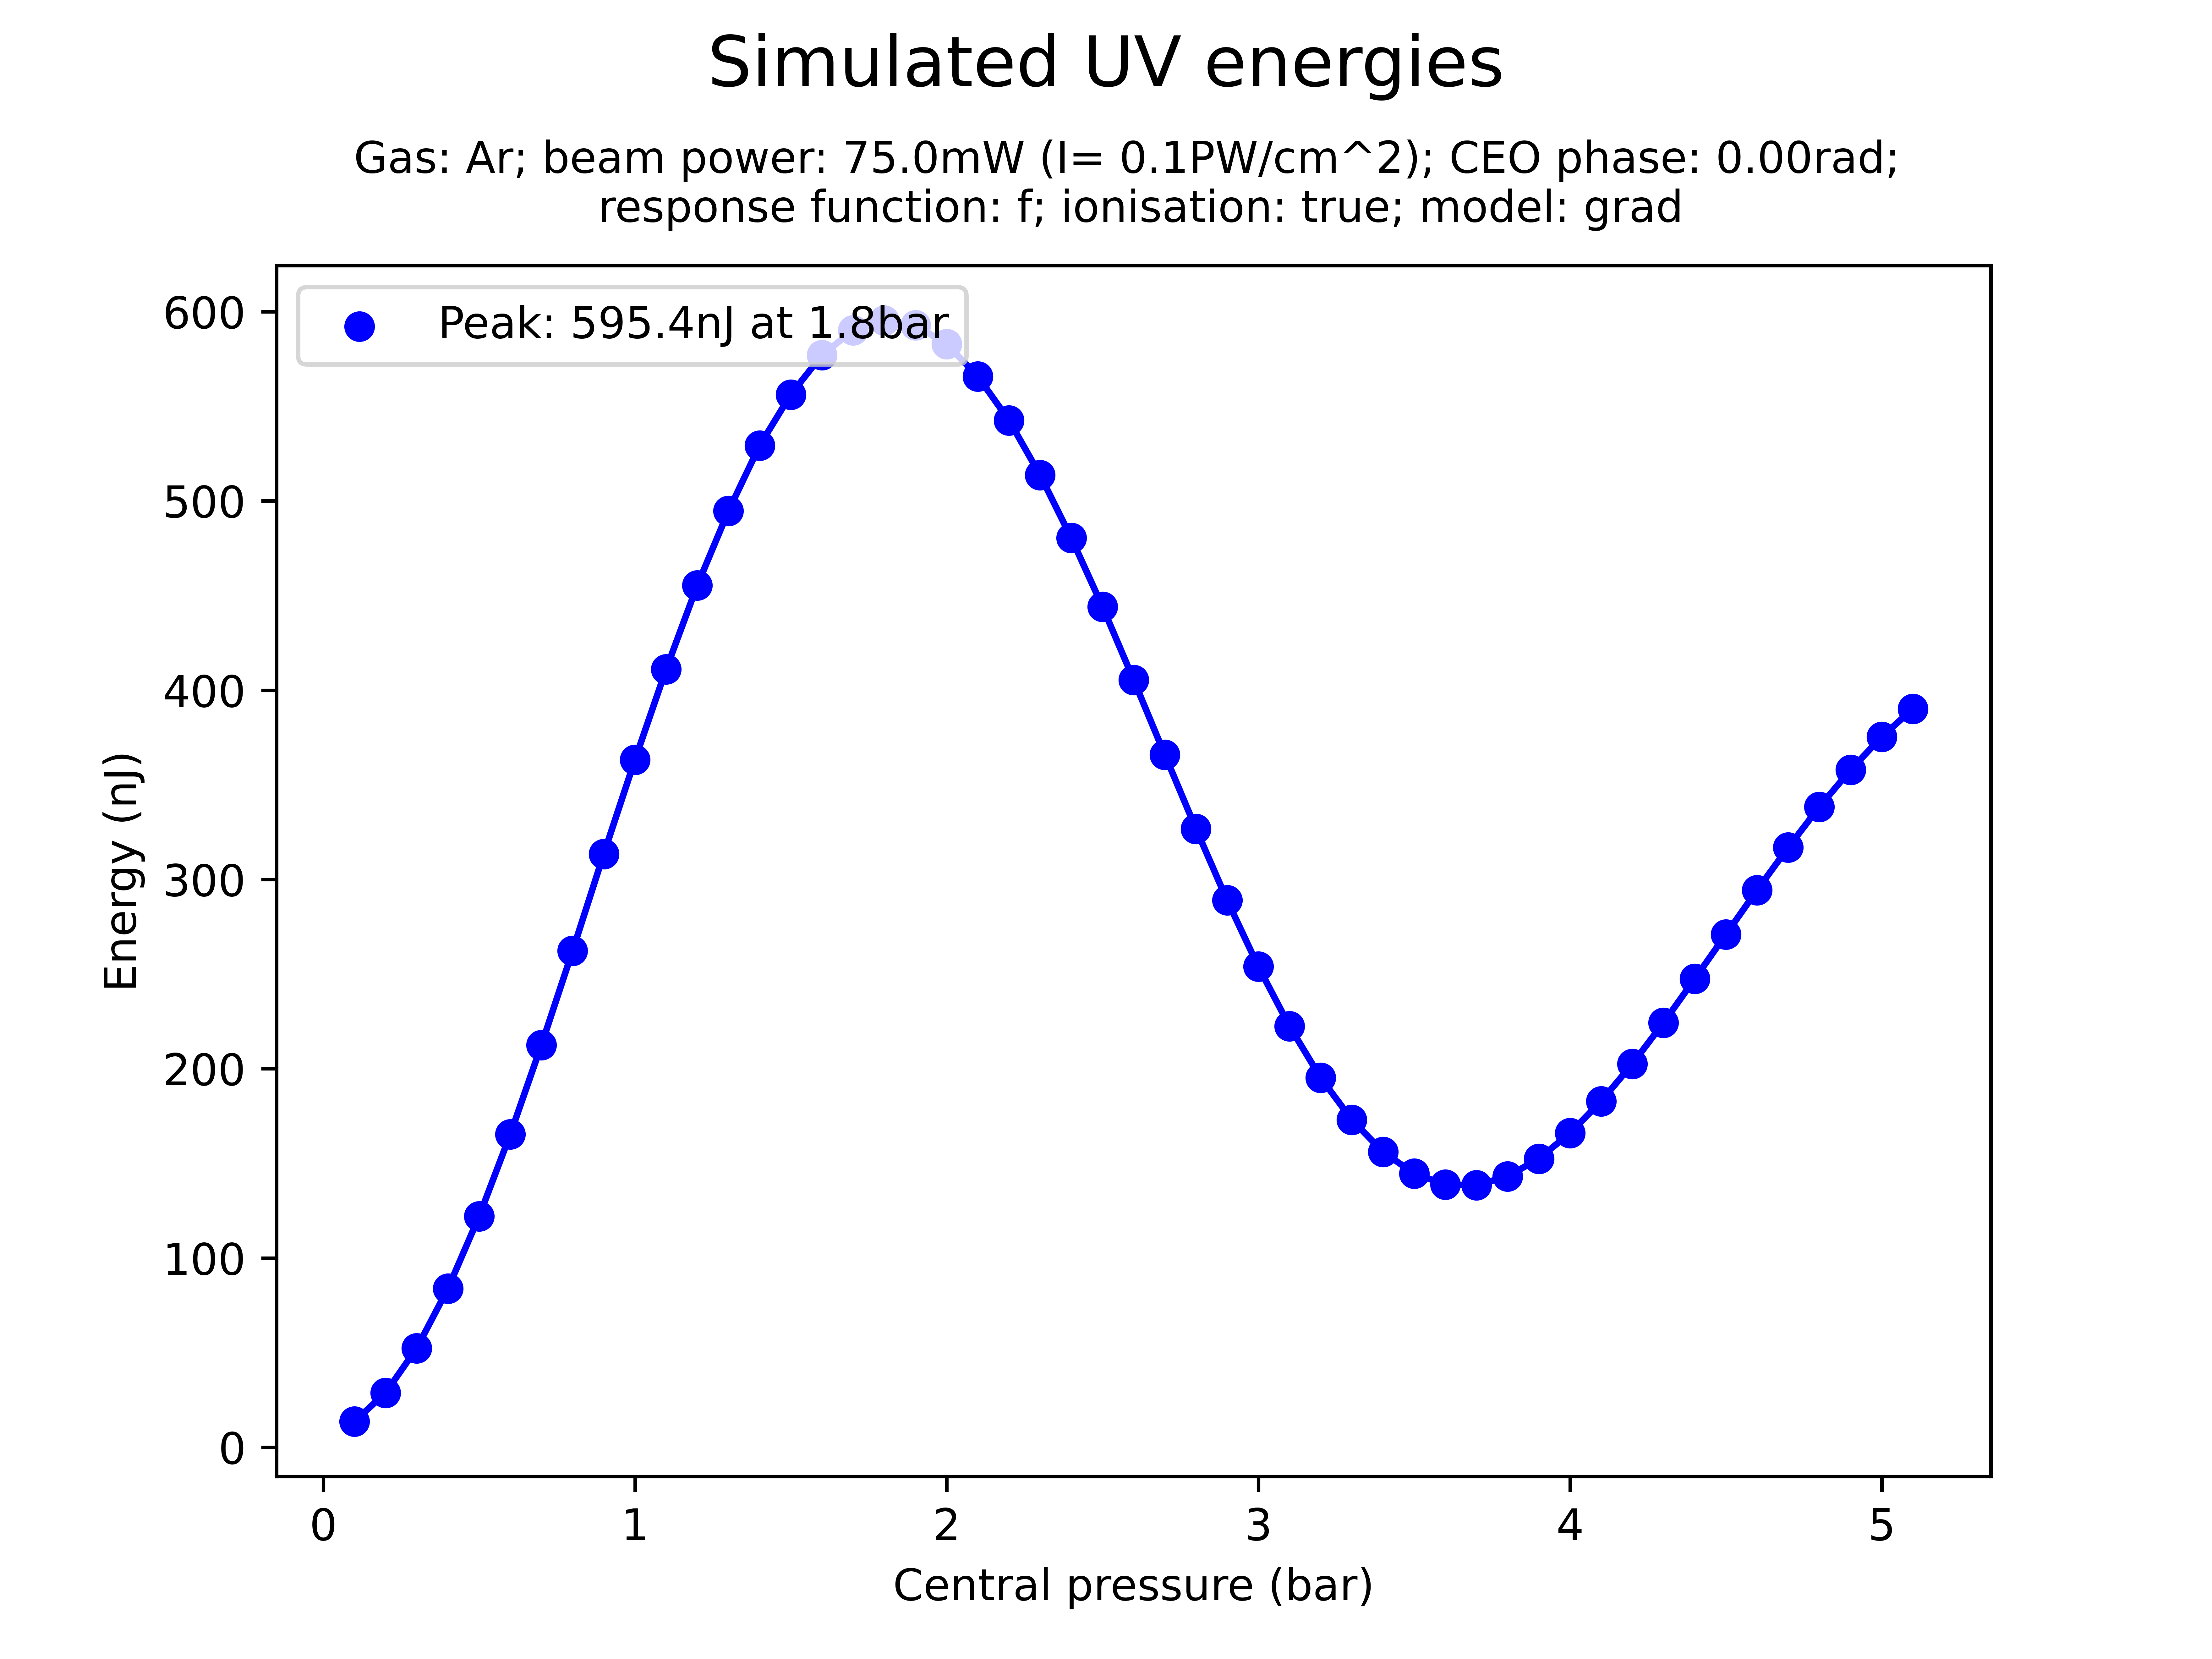 Simulated UV energies
Gas: Ar; beam power: 75.0mW (I= 0.1PW/cm^2); CEO phase: 0.00rad;
response function: f; ionisation: true; model: grad
Peak: 595.4nJ at 1.8bar
600
500
400
300
200
100
0
Energy (nJ)
0 1 2 3 4 5
Central pressure (bar)